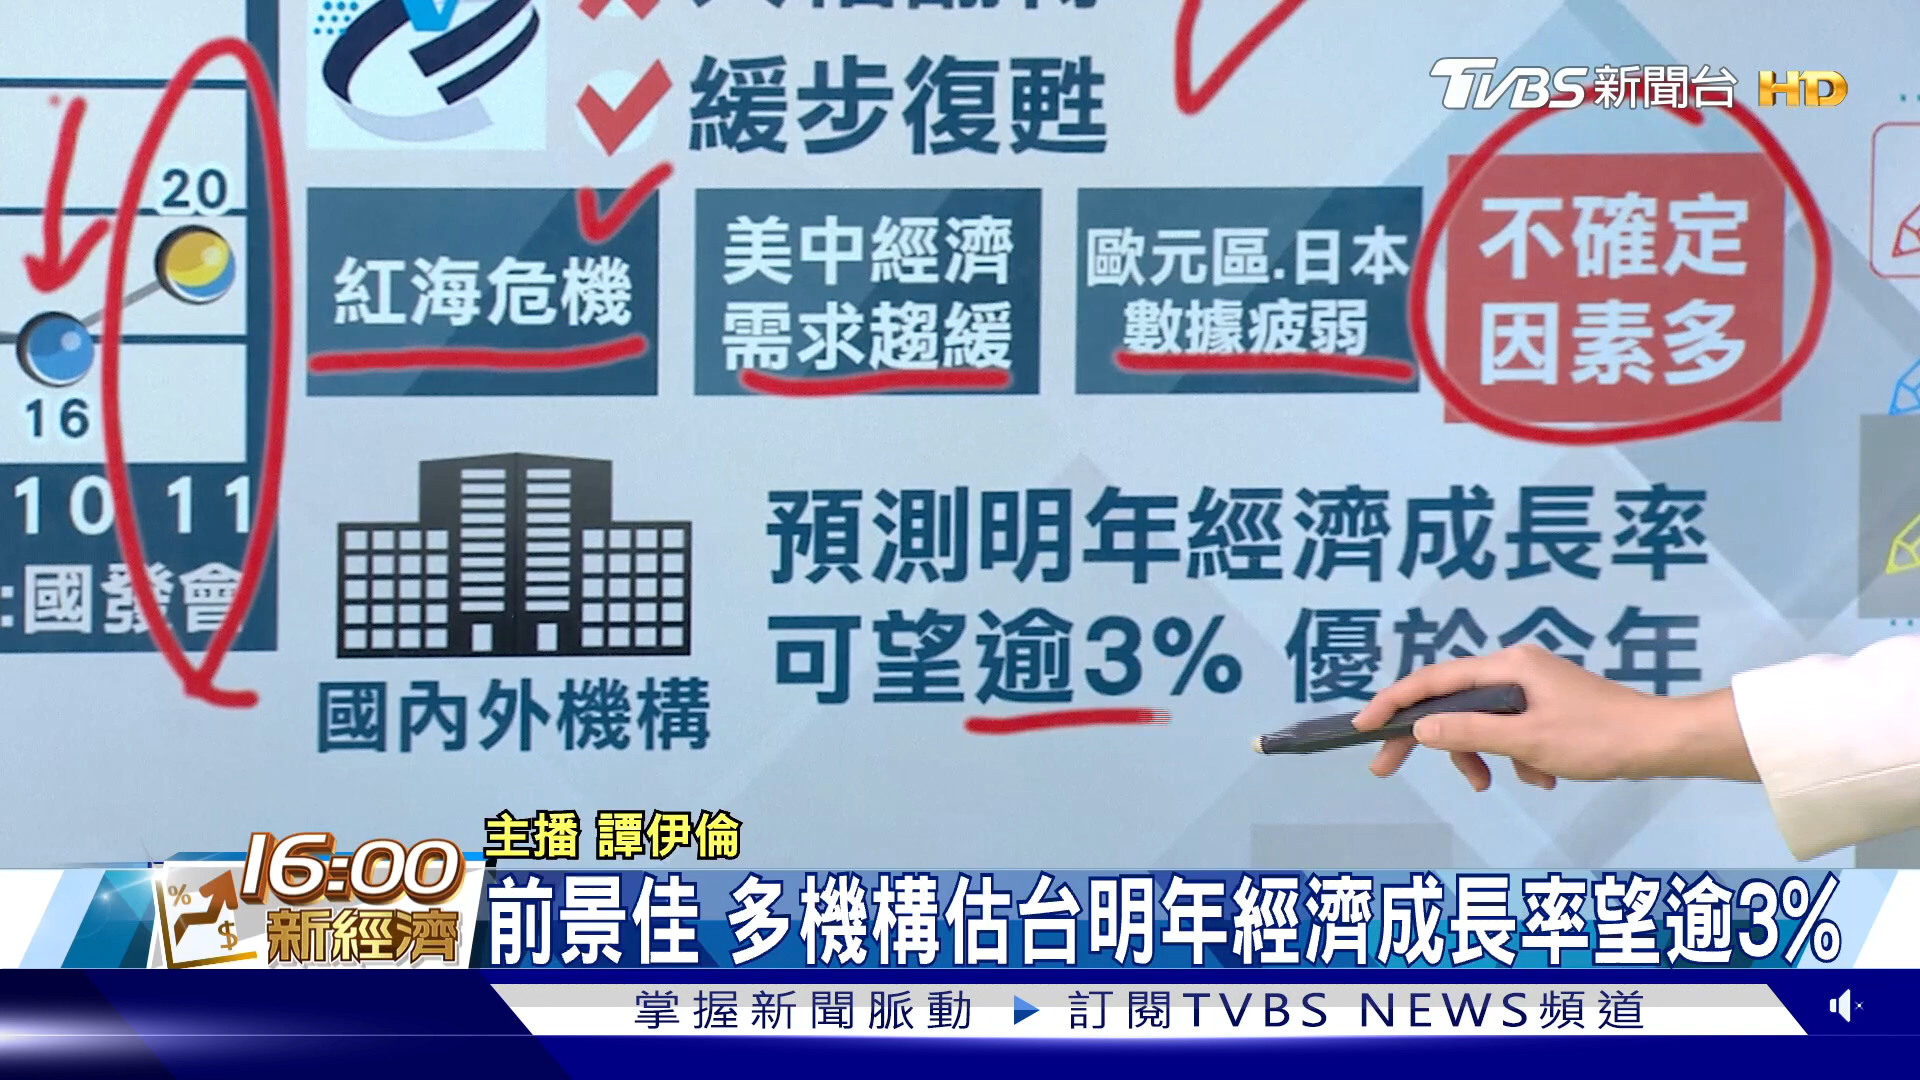 緩步復甦
TVBS新聞台 HD
20
16
10 11
:國發會
紅海危機
美中經濟
需求趨緩
歐元區.日本
數據疲弱
不確定
因素多
國內外機構
預測明年經濟成長率
可望逾3% 優於今年
主播 譚伊倫
16:00
新經濟
% $
前景佳 多機構估台明年經濟成長率望逾3%
掌握新聞脈動 ▶ 訂閱TVBS NEWS頻道